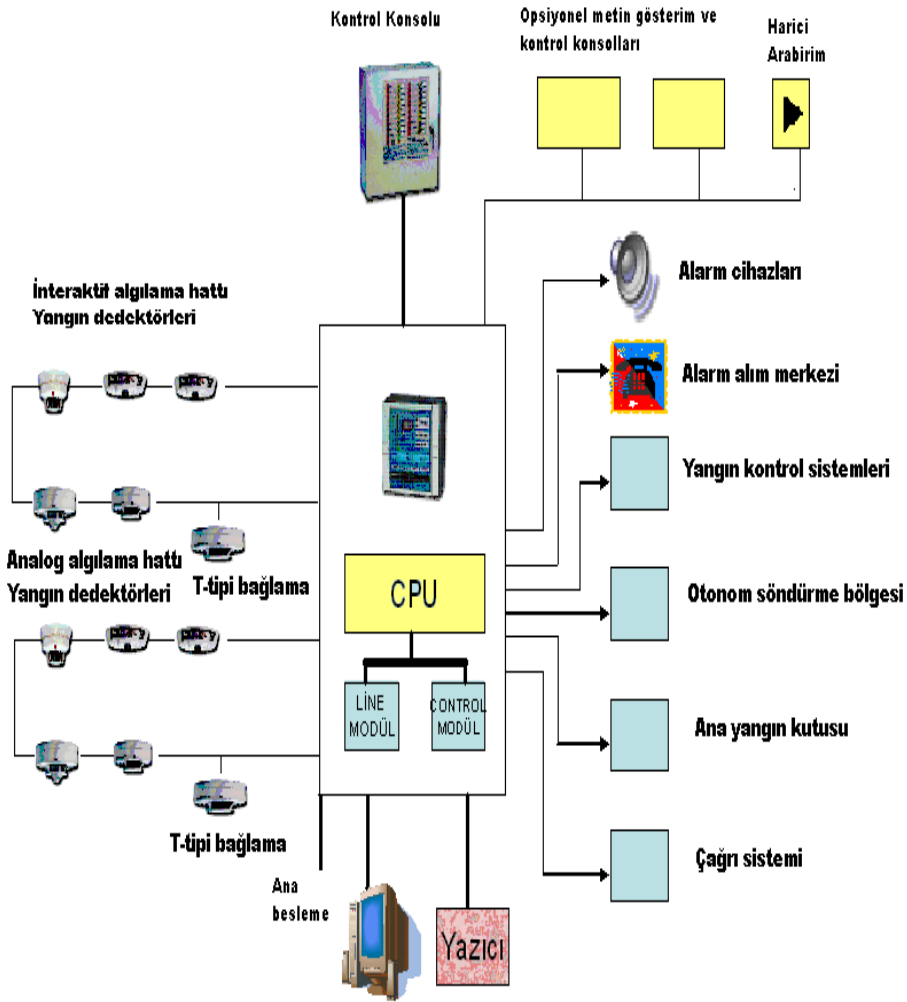 Kontrol Konsolu
Opsiyonel metin gösterim ve
kontrol konsolları
Harici
Arabirim
İnteraktif algılama hattı
Yangın dedektörleri
Alarm cihazları
Alarm alım merkezi
Yangın kontrol sistemleri
Analog algılama hattı
Yangın dedektörleri
T-tipi bağlama
CPU
LİNE
MODÜL
CONTROL
MODÜL
Otonom söndürme bölgesi
Ana yangın kutusu
T-tipi bağlama
Çağrı sistemi
Ana
besleme
Yazıcı